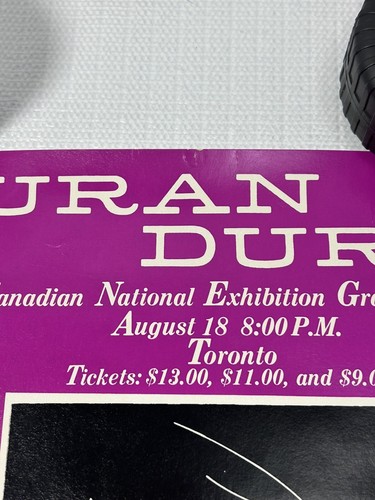 URAN
DUR
anadian National Exhibition Gr
August 18 8:00 P.M.
Toronto
Tickets: $13.00, $11.00, and $9.0